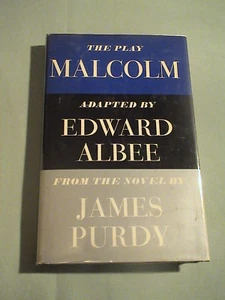 THE PLAY
MALCOLM
ADAPTED BY
EDWARD
ALBEE
FROM THE NOVEL BY
JAMES
PURDY